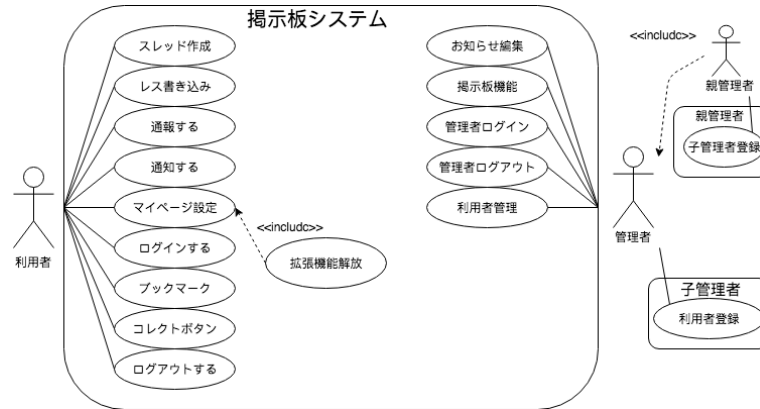 掲示板システム
スレッド作成
レス書き込み
通報する
通知する
マイページ設定
ログインする
ブックマーク
コレクトボタン
ログアウトする
利用者
<<include>>
拡張機能解放
お知らせ編集
掲示板機能
管理者ログイン
管理者ログアウト
利用者管理
<<include>>
親管理者
親管理者
子管理者登録
管理者
子管理者
利用者登録